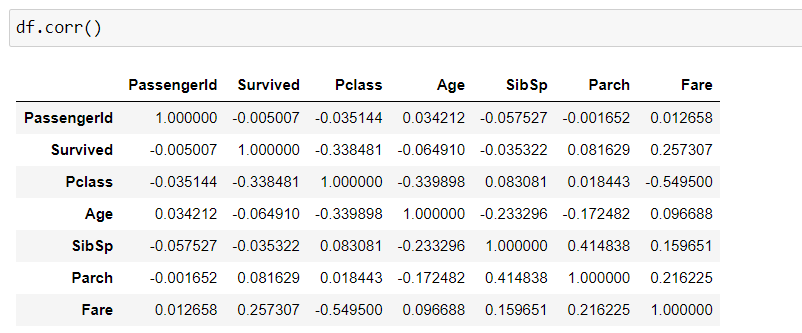 df.corr()
PassengerId Survived Pclass Age SibSp Parch Fare
PassengerId 1.000000 -0.005007 -0.035144 0.034212 -0.057527 -0.001652 0.012658
Survived -0.005007 1.000000 -0.338481 -0.064910 -0.035322 0.081629 0.257307
Pclass -0.035144 -0.338481 1.000000 -0.339898 0.083081 0.018443 -0.549500
Age 0.034212 -0.064910 -0.339898 1.000000 -0.233296 -0.172482 0.096688
SibSp -0.057527 -0.035322 0.083081 -0.233296 1.000000 0.414838 0.159651
Parch -0.001652 0.081629 0.018443 -0.172482 0.414838 1.000000 0.216225
Fare 0.012658 0.257307 -0.549500 0.096688 0.159651 0.216225 1.000000